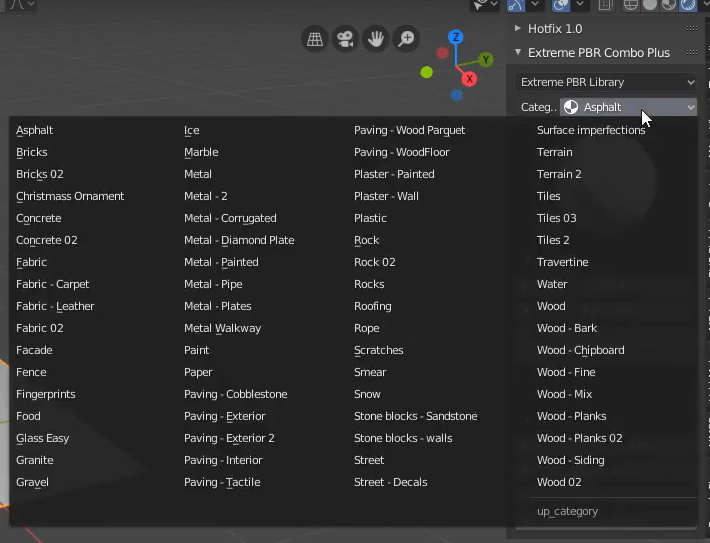 Hotfix 1.0
Extreme PBR Combo Plus
Extreme PBR Library
Categ.. Asphalt
Z
Y
X
Asphalt
Bricks
Bricks 02
Christmass Ornament
Concrete
Concrete 02
Fabric
Fabric - Carpet
Fabric - Leather
Fabric 02
Facade
Fence
Fingerprints
Food
Glass Easy
Granite
Gravel
Ice
Marble
Metal
Metal - 2
Metal - Corrugated
Metal - Diamond Plate
Metal - Painted
Metal - Pipe
Metal - Plates
Metal Walkway
Paint
Paper
Paving - Cobblestone
Paving - Exterior
Paving - Exterior 2
Paving - Interior
Paving - Tactile
Paving - Wood Parquet
Paving - WoodFloor
Plaster - Painted
Plaster - Wall
Plastic
Rock
Rock 02
Rocks
Roofing
Rope
Scratches
Smear
Snow
Stone blocks - Sandstone
Stone blocks - walls
Street
Street - Decals
Surface imperfections
Terrain
Terrain 2
Tiles
Tiles 03
Tiles 2
Travertine
Water
Wood
Wood - Bark
Wood - Chipboard
Wood - Fine
Wood - Mix
Wood - Planks
Wood - Planks 02
Wood - Siding
Wood 02
up_category